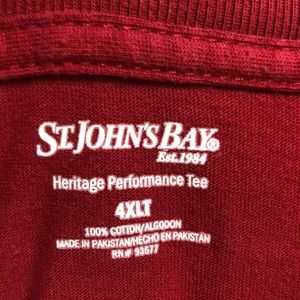 ST. JOHN'S BAY®
Est. 1984
Heritage Performance Tee
4XLT
100% COTTON/ALGODON
MADE IN PAKISTAN/HECHO EN PAKISTÁN
RN# 93677